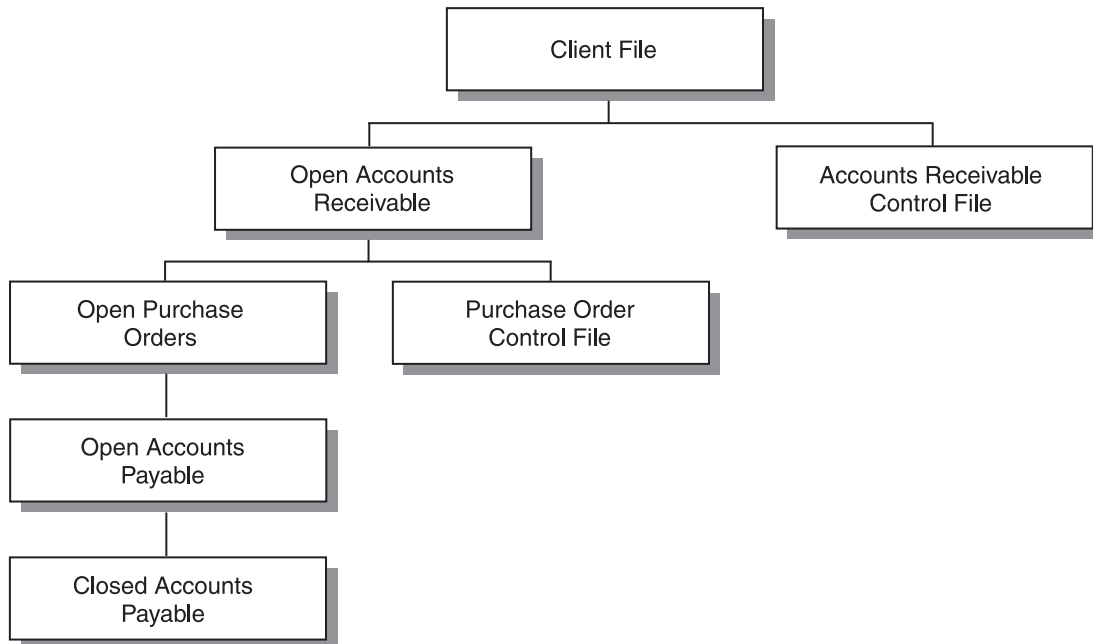 Client File
Open Accounts
Receivable
Accounts Receivable
Control File
Open Purchase
Orders
Purchase Order
Control File
Open Accounts
Payable
Closed Accounts
Payable